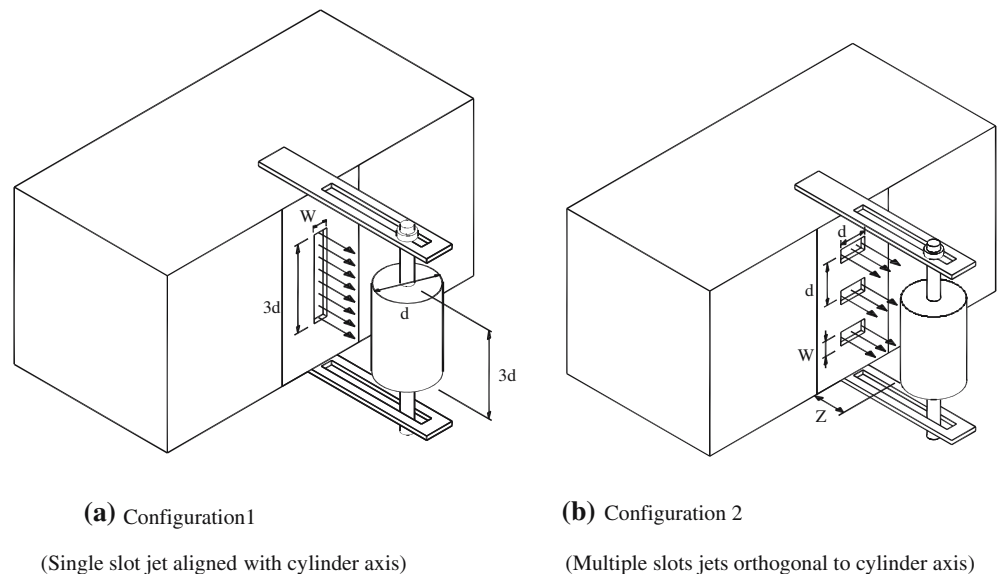 W
3d
d
3d
(a) Configuration1
(Single slot jet aligned with cylinder axis)
d
d
W
Z
(b) Configuration 2
(Multiple slots jets orthogonal to cylinder axis)